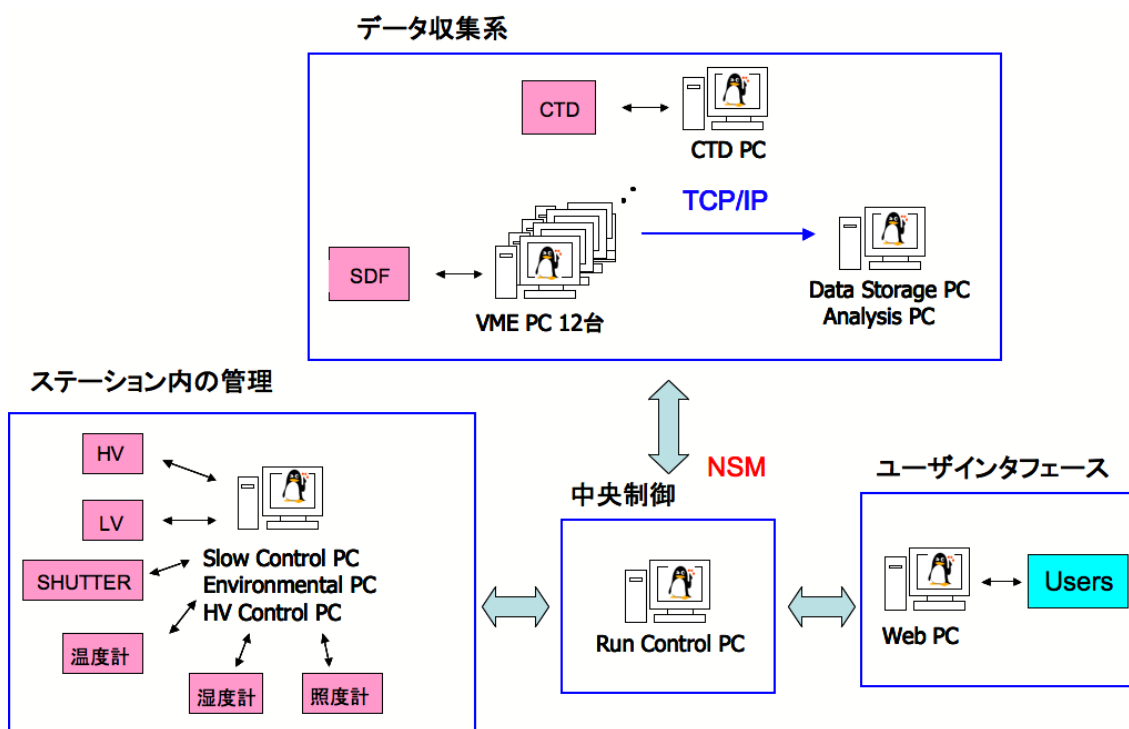 データ収集系
CTD
CTD PC
TCP/IP
SDF
VME PC 12台
Data Storage PC
Analysis PC
ステーション内の管理
HV
LV
SHUTTER
Slow Control PC
Environmental PC
HV Control PC
温度計
湿度計
照度計
NSM
中央制御
Run Control PC
ユーザインタフェース
Web PC
Users